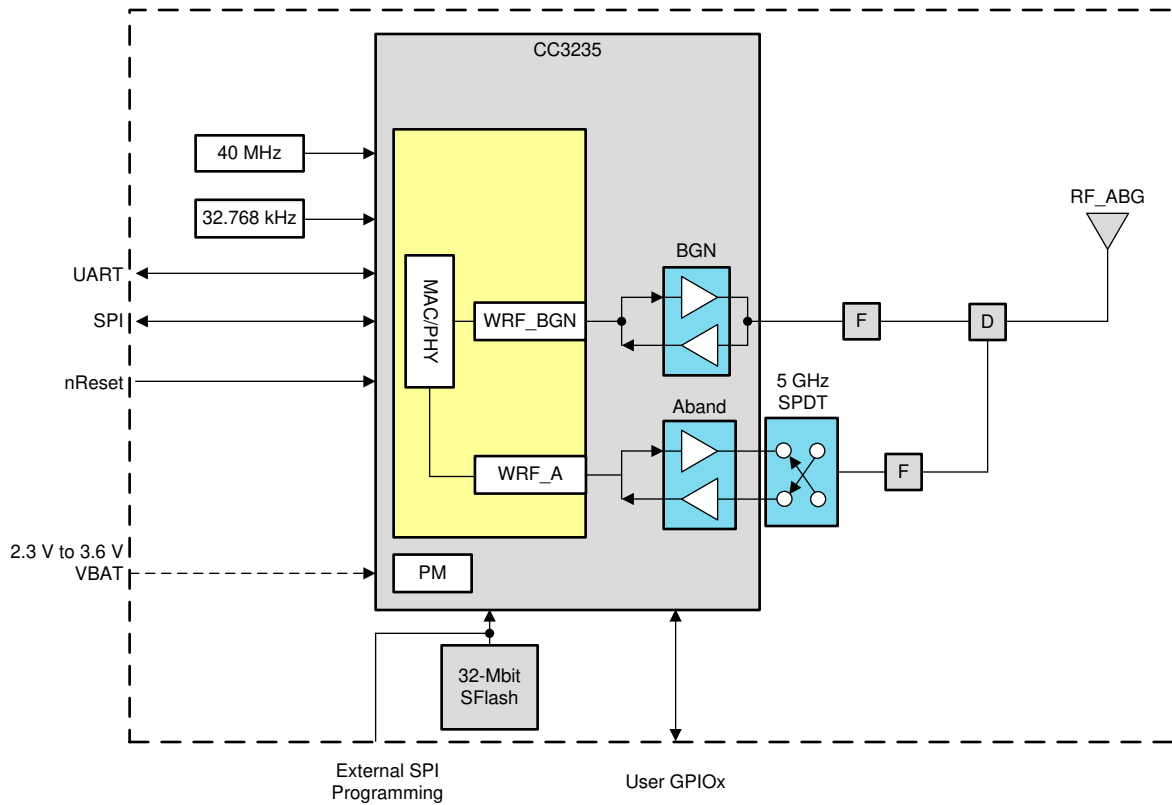 CC3235
40 MHz
32.768 kHz
RF_ABG
UART
BGN
MAC/PHY
SPI
WRF_BGN
F
D
nReset
5 GHz
SPDT
Aband
WRF_A
F
2.3 V to 3.6 V
VBAT
PM
32-Mbit
SFlash
External SPI
Programming
User GPIOx